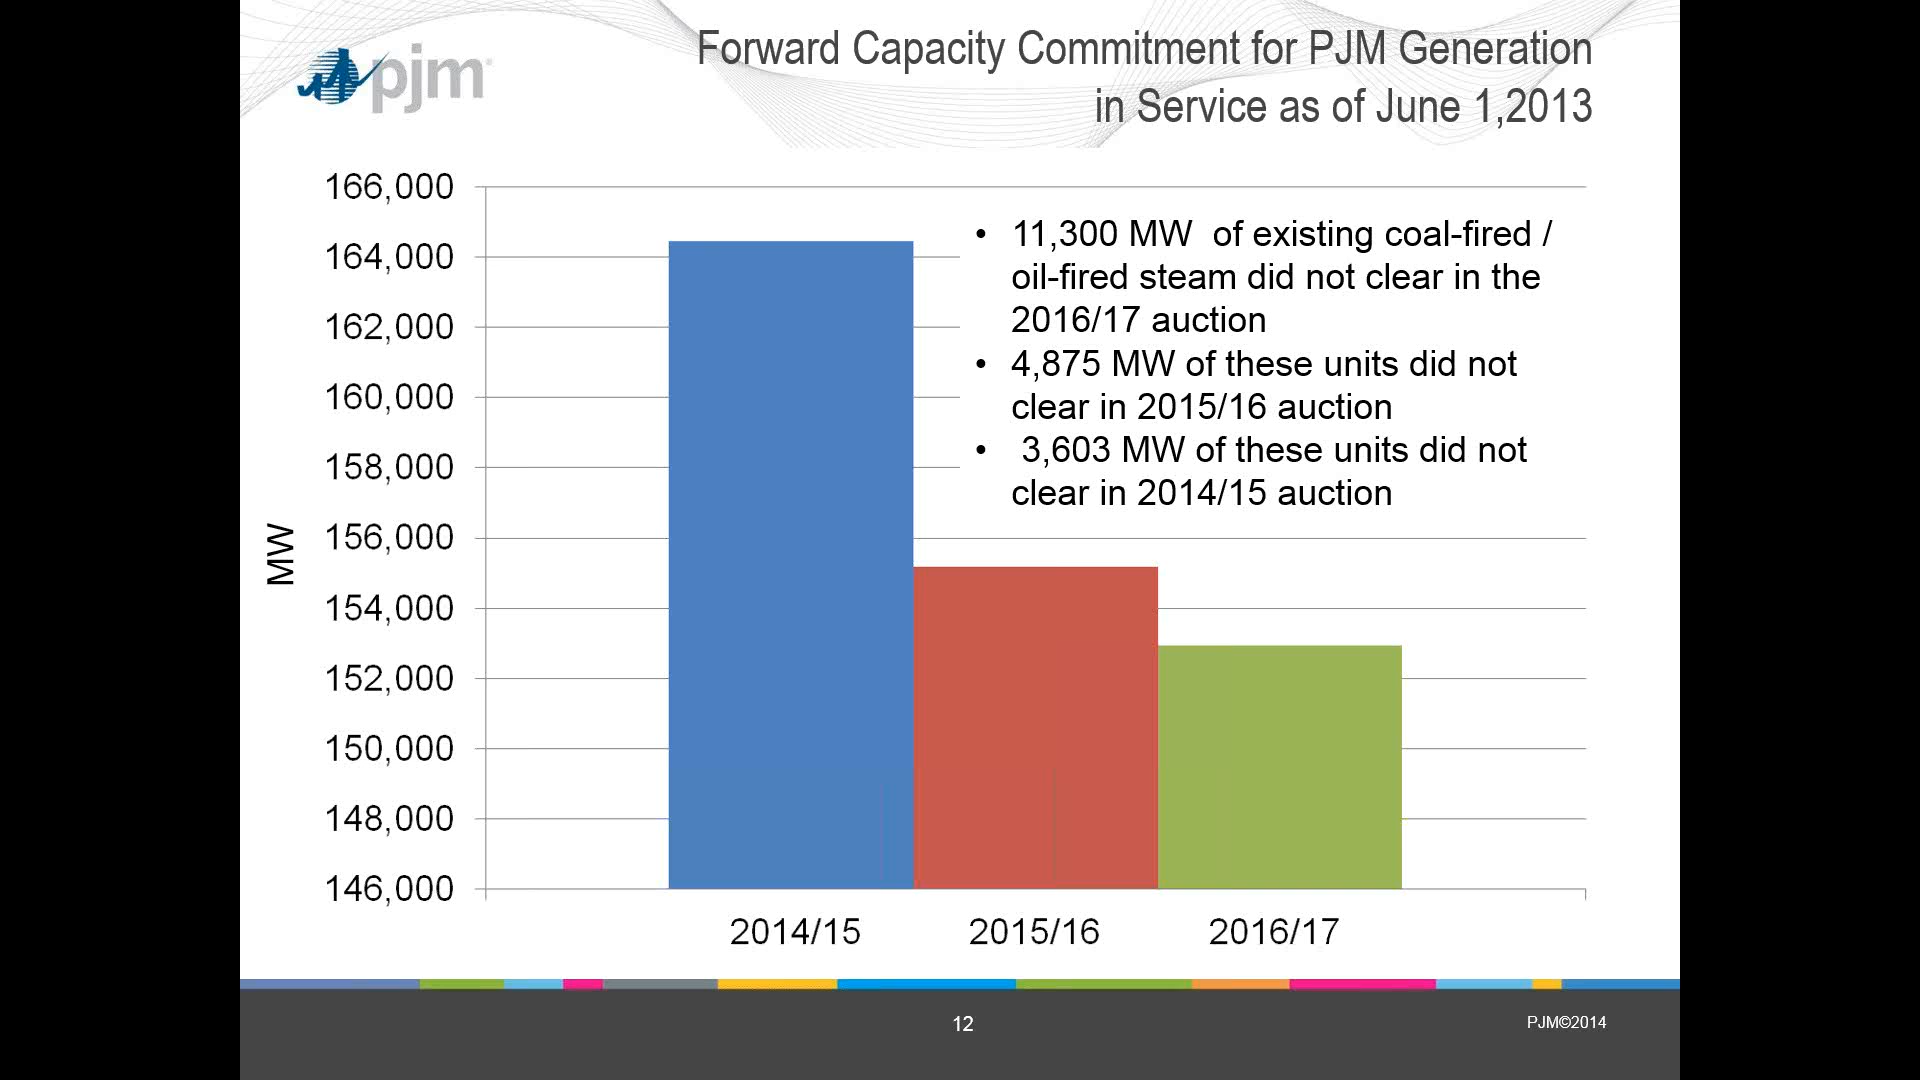 pjm
Forward Capacity Commitment for PJM Generation
in Service as of June 1,2013
166,000
164,000
162,000
160,000
158,000
156,000
154,000
152,000
150,000
148,000
146,000
MW
• 11,300 MW  of existing coal-fired /
oil-fired steam did not clear in the
2016/17 auction
• 4,875 MW of these units did not
clear in 2015/16 auction
• 3,603 MW of these units did not
clear in 2014/15 auction
2014/15
2015/16
2016/17
12
PJM©2014